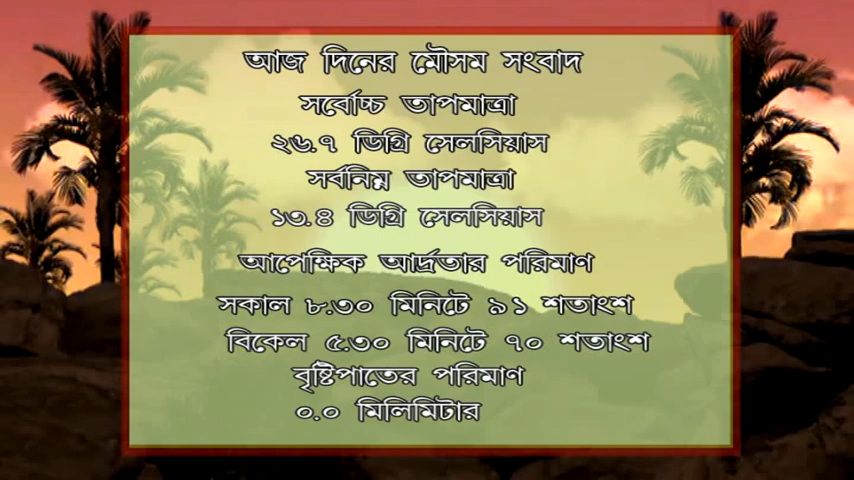 আজ দিনের মৌসম সংবাদ
সর্বোচ্চ তাপমাত্রা
২৬.৭ ডিগ্রি সেলসিয়াস
সর্বনিম্ন তাপমাত্রা
১৩.৪ ডিগ্রি সেলসিয়াস
আপেক্ষিক আর্দ্রতার পরিমাণ
সকাল ৮.৩০ মিনিটে ৯১ শতাংশ
বিকেল ৫.৩০ মিনিটে ৭০ শতাংশ
বৃষ্টিপাতের পরিমাণ
০.০ মিলিমিটার